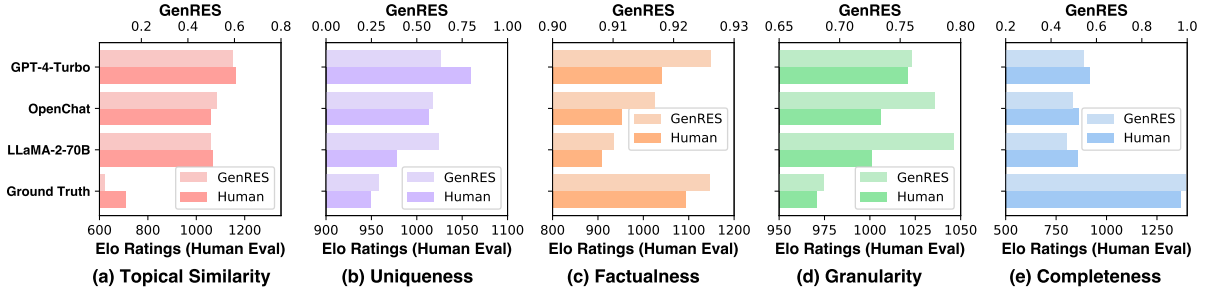 GenRES GenRES GenRES GenRES GenRES
0.2 0.4 0.6 0.8 0.00 0.25 0.50 0.75 1.00 0.90 0.91 0.92 0.93 0.65 0.70 0.75 0.80 0.2 0.4 0.6 0.8 1.0
GPT-4-Turbo
OpenChat
LLaMA-2-70B
Ground Truth
GenRES
Human
GenRES
Human
GenRES
Human
GenRES
Human
GenRES
Human
600 800 1000 1200 900 950 1000 1050 1100 800 900 1000 1100 1200 950 975 1000 1025 1050 500 750 1000 1250
Elo Ratings (Human Eval) Elo Ratings (Human Eval) Elo Ratings (Human Eval) Elo Ratings (Human Eval) Elo Ratings (Human Eval)
(a) Topical Similarity (b) Uniqueness (c) Factualness (d) Granularity (e) Completeness